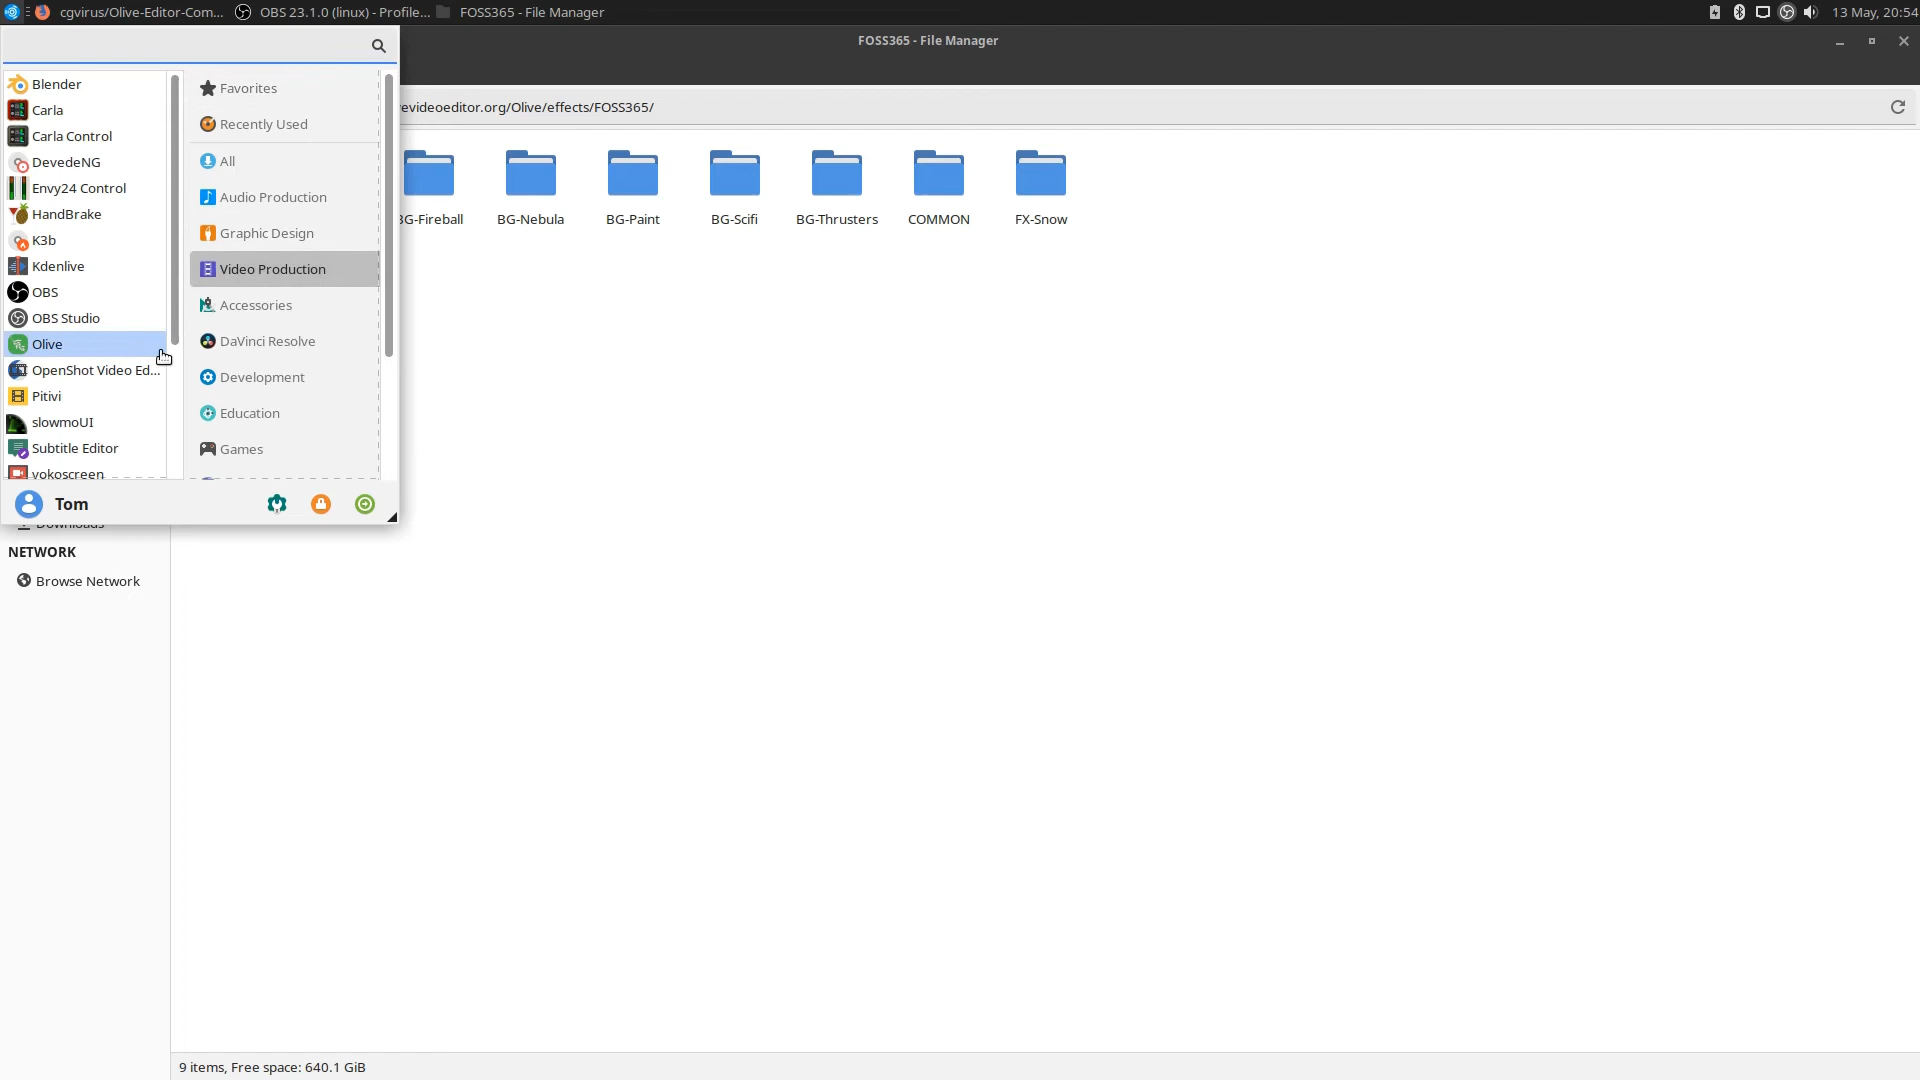 cgvirus/Olive-Editor-Com...
OBS 23.1.0 (linux) - Profile...
FOSS365 - File Manager
13 May, 20:54
FOSS365 - File Manager
evideoeditor.org/Olive/effects/FOSS365/
Blender
Carla
Carla Control
DevedeNG
Envy24 Control
HandBrake
K3b
Kdenlive
OBS
OBS Studio
Olive
OpenShot Video Ed...
Pitivi
slowmoUI
Subtitle Editor
vokoscreen
Favorites
Recently Used
All
Audio Production
Graphic Design
Video Production
Accessories
DaVinci Resolve
Development
Education
Games
Tom
BG-Fireball
BG-Nebula
BG-Paint
BG-Scifi
BG-Thrusters
COMMON
FX-Snow
Downloads
NETWORK
Browse Network
9 items, Free space: 640.1 GiB